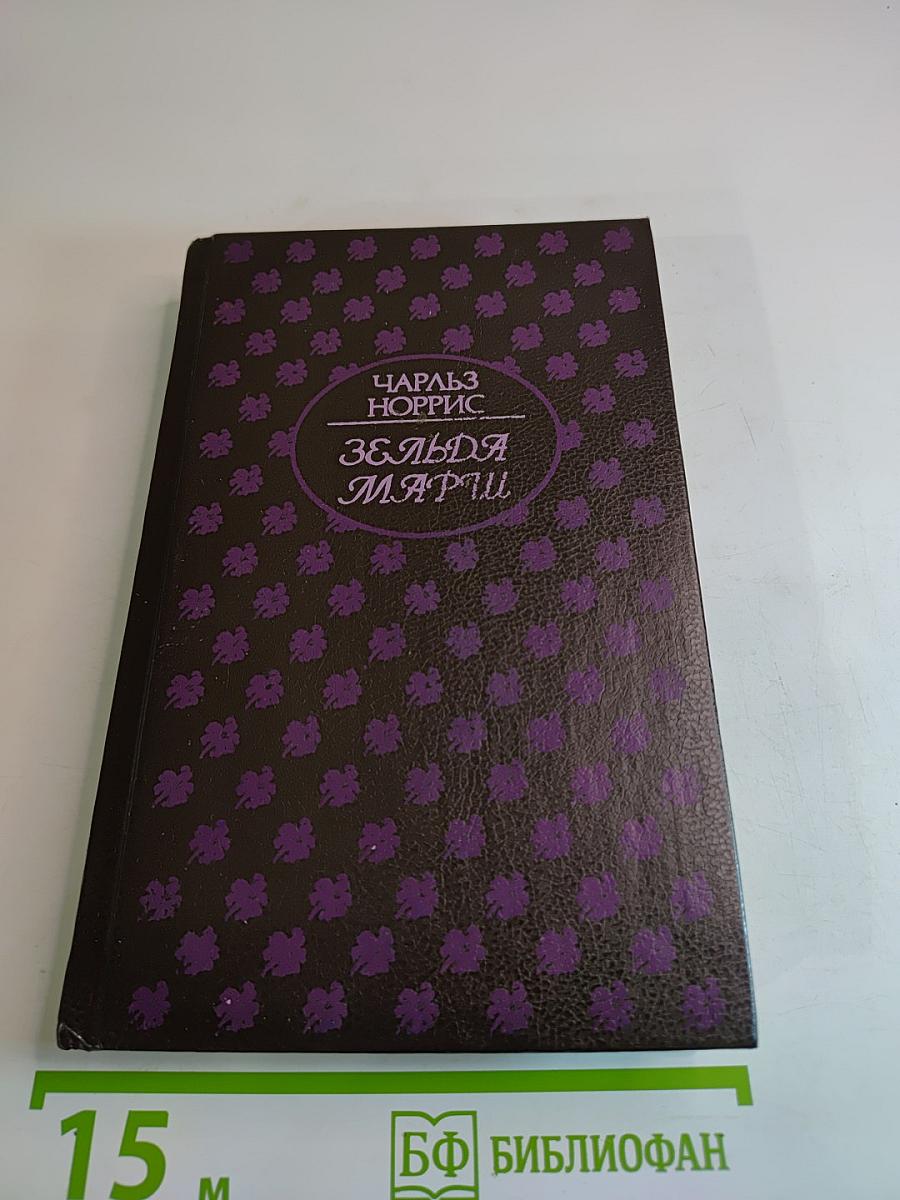 ЧАРЛЬЗ
НОРРИС
ЗЕЛЬДА
МАРШ
15 м
БФ БИБЛИОФАН